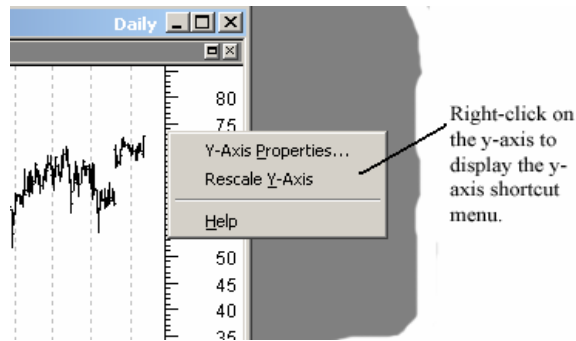 Daily
80
75
Y-Axis Properties...
Rescale Y-Axis
Help
50
45
40
35
Right-click on
the y-axis to
display the y-
axis shortcut
menu.